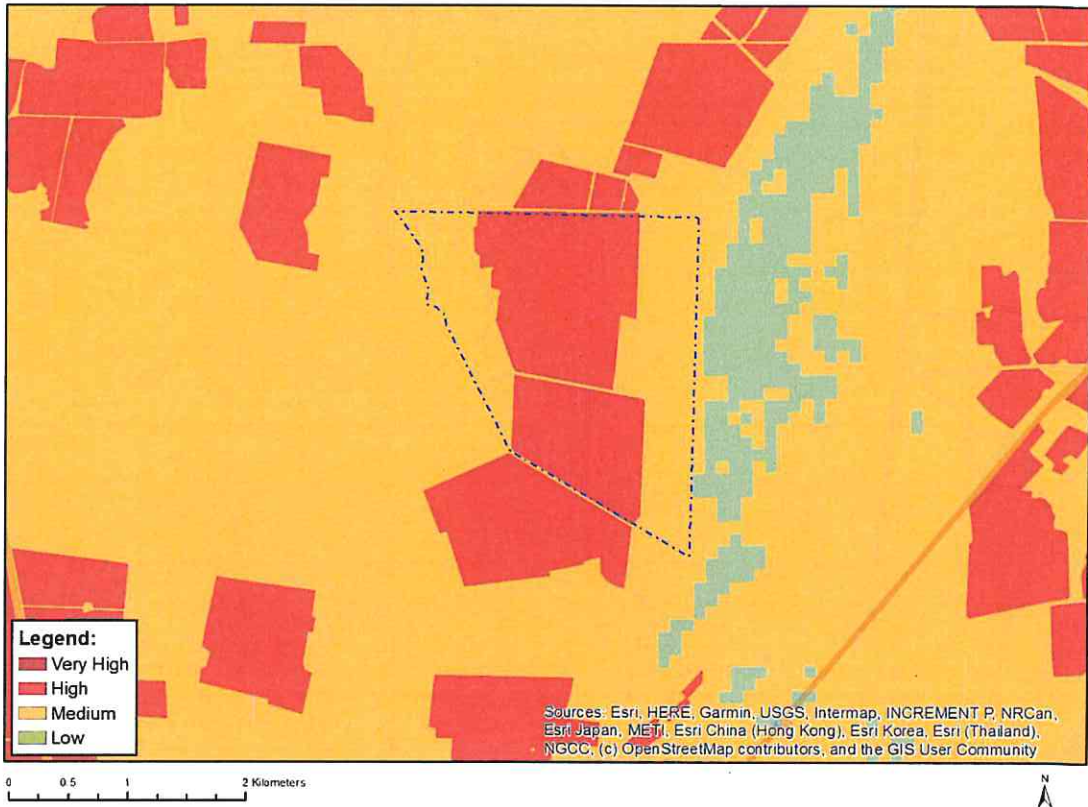 Legend:
Very High
High
Medium
Low
Sources: Esri, HERE, Garmin, USGS, Intermap, INCREMENT P, NRCan,
Esri Japan, METI, Esri China (Hong Kong), Esri Korea, Esri (Thailand),
NGCC, (c) OpenStreetMap contributors, and the GIS User Community
0 0.5 1 2 Kilometers
N